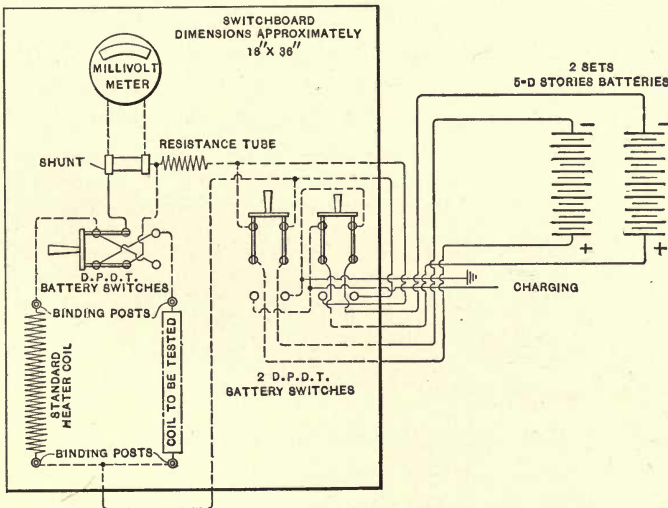 SWITCHBOARD
DIMENSIONS APPROXIMATELY
18" X 36"
MILLIVOLT
METER
2 SETS
5-D STORIES BATTERIES
RESISTANCE TUBE
SHUNT
D.P.D.T.
BATTERY SWITCHES
CHARGING
BINDING POSTS
STANDARD
HEATER COIL
COIL TO BE TESTED
2 D.P.D.T.
BATTERY SWITCHES
BINDING POSTS